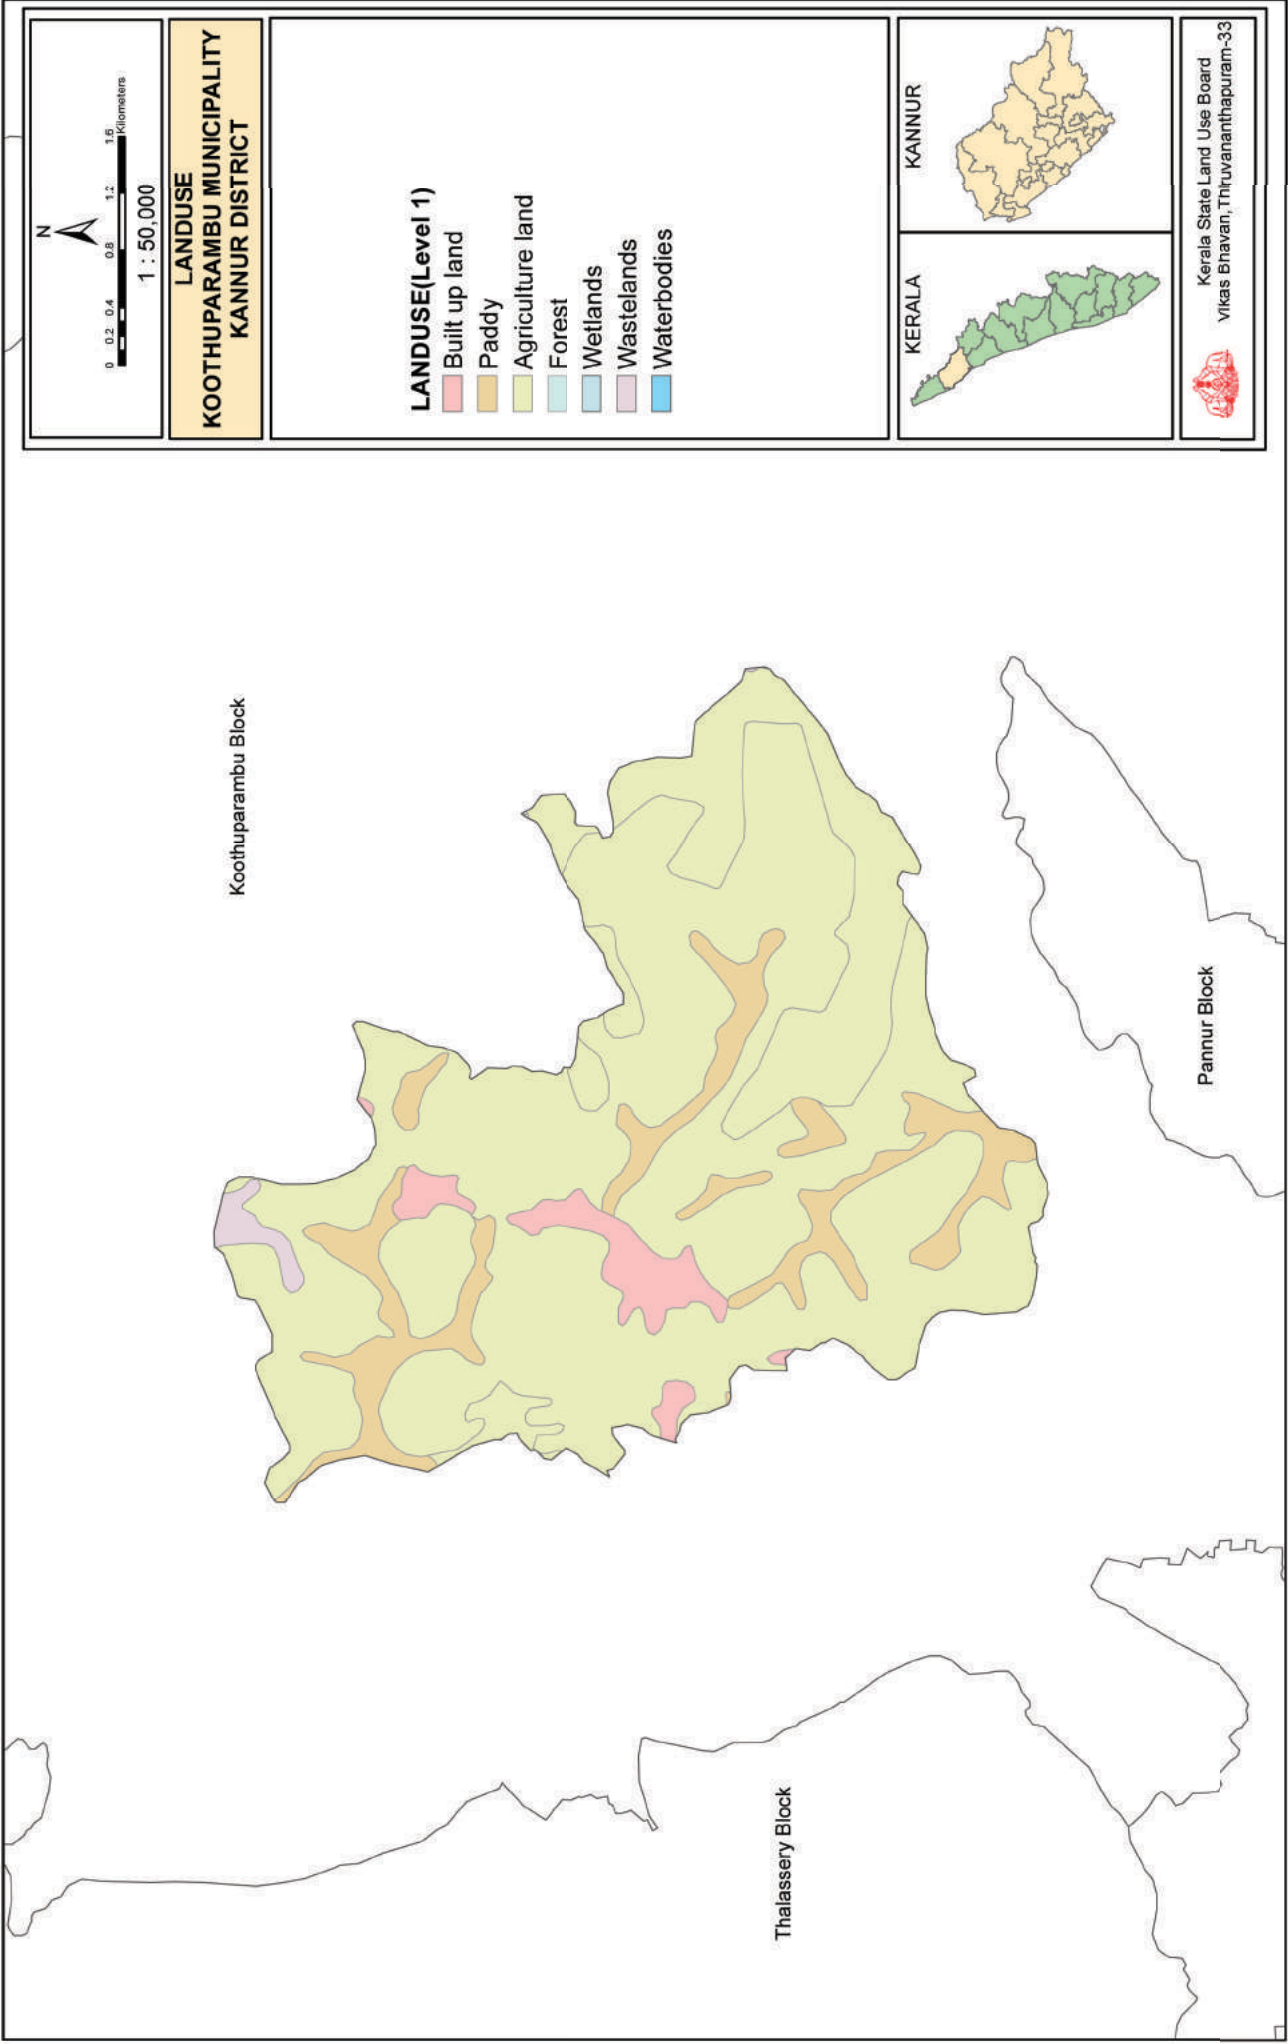 N
0 0.2 0.4 0.8 1.2 1.6
Kilometers
1 : 50,000
LANDUSE
KOOTHUPARAMBU MUNICIPALITY
KANNUR DISTRICT
LANDUSE(Level 1)
Built up land
Paddy
Agriculture land
Forest
Wetlands
Wastelands
Waterbodies
KERALA
KANNUR
Kerala State Land Use Board
Vikas Bhavan, Thiruvananthapuram-33
Koothuparambu Block
Thalassery Block
Pannur Block